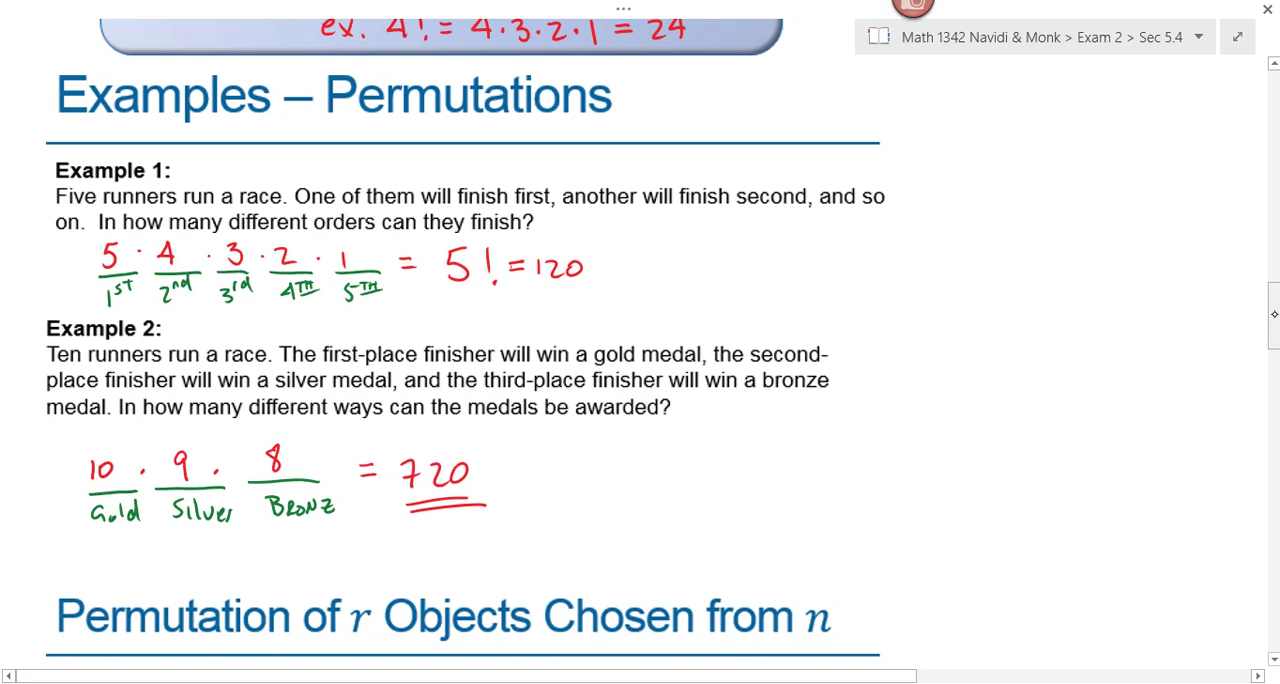 ex. 4! = 4·3·2·1 = 24
Math 1342 Navidi & Monk > Exam 2 > Sec 5.4
Examples – Permutations
Example 1:
Five runners run a race. One of them will finish first, another will finish second, and so
on. In how many different orders can they finish?
5 · 4 · 3 · 2 · 1 = 5! = 120
1ST 2nd 3rd 4TH 5TH
Example 2:
Ten runners run a race. The first-place finisher will win a gold medal, the second-
place finisher will win a silver medal, and the third-place finisher will win a bronze
medal. In how many different ways can the medals be awarded?
10 · 9 · 8 = 720
Gold Silver BRONZ
Permutation of r Objects Chosen from n